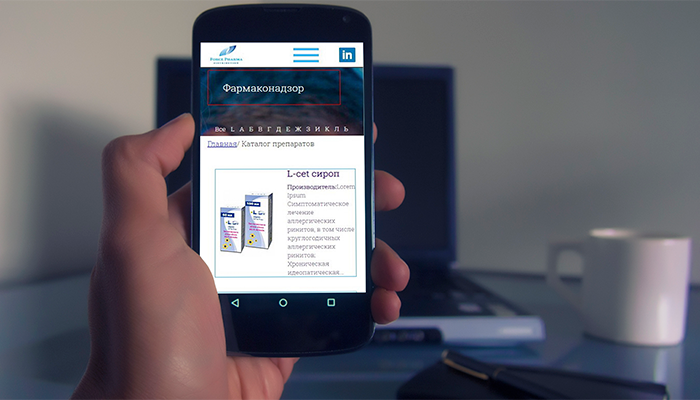 in
Фармаконадзор
Все L А Б В Г Д Е Ж З И К Л Ь
Главная/ Каталог препаратов
L-cet сироп
Производитель:Lorem
Ipsum
Симптоматическое
лечение
аллергических
ринитов, в том числе
круглогодичных
аллергических
ринитов;
Хроническая
идеопатическая...